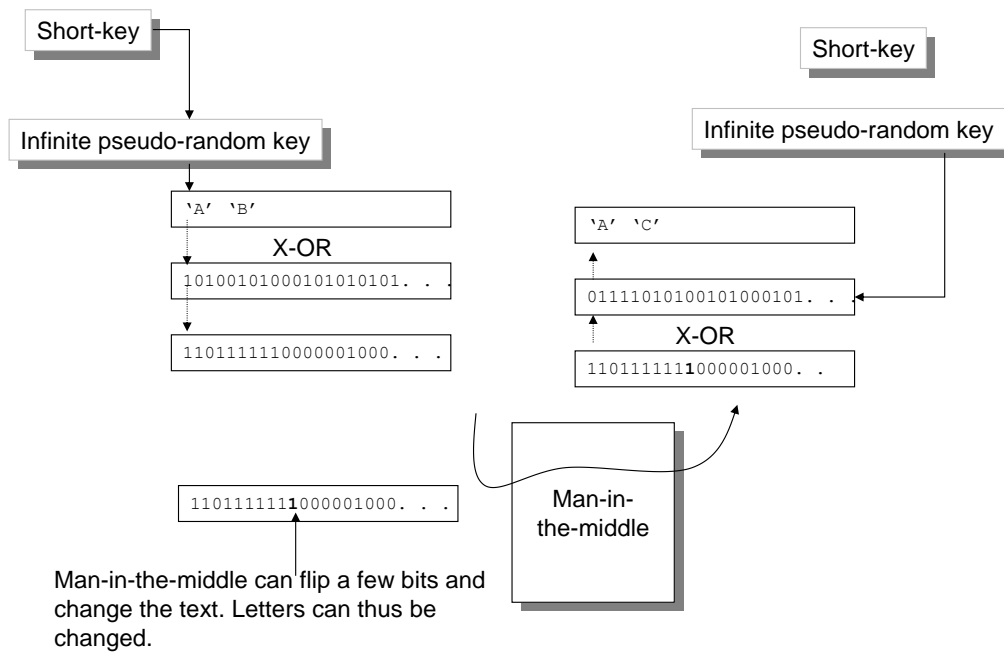 Short-key
Short-key
Infinite pseudo-random key
Infinite pseudo-random key
‘A’ ‘B’
X-OR
10100101000101010101. . .
1101111110000001000. . .
‘A’ ‘C’
01111010100101000101. . .
X-OR
1101111111000001000. .
1101111111000001000. . .
Man-in-
the-middle
Man-in-the-middle can flip a few bits and
change the text. Letters can thus be
changed.